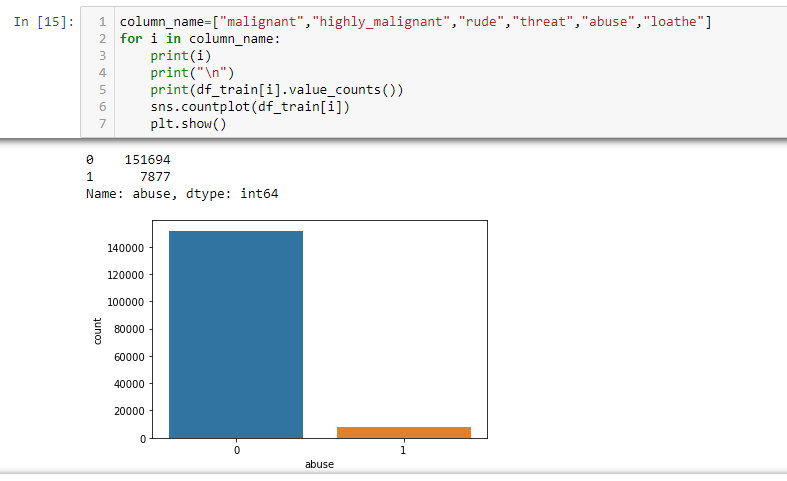 In [15]:
1 column_name=["malignant","highly_malignant","rude","threat","abuse","loathe"]
2 for i in column_name:
3     print(i)
4     print("\n")
5     print(df_train[i].value_counts())
6     sns.countplot(df_train[i])
7     plt.show()
0    151694
1      7877
Name: abuse, dtype: int64
140000
120000
100000
80000
60000
40000
20000
0
count
0 1
abuse